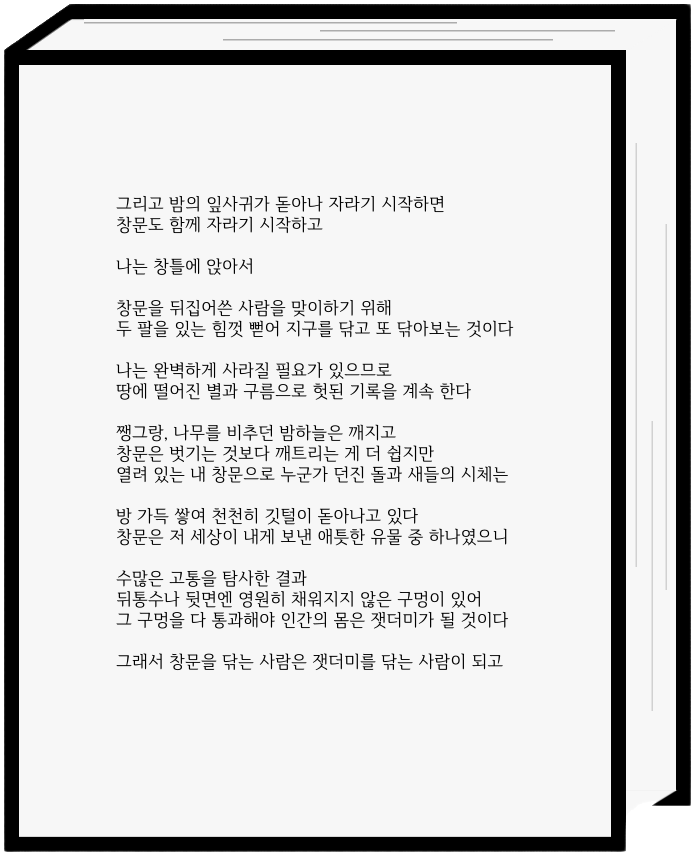 그리고 밤의 잎사귀가 돋아나 자라기 시작하면
창문도 함께 자라기 시작하고
나는 창틀에 앉아서
창문을 뒤집어쓴 사람을 맞이하기 위해
두 팔을 있는 힘껏 뻗어 지구를 닦고 또 닦아보는 것이다
나는 완벽하게 사라질 필요가 있으므로
땅에 떨어진 별과 구름으로 헛된 기록을 계속 한다
쨍그랑, 나무를 비추던 밤하늘은 깨지고
창문은 벗기는 것보다 깨트리는 게 더 쉽지만
열려 있는 내 창문으로 누군가 던진 돌과 새들의 시체는
방 가득 쌓여 천천히 깃털이 돋아나고 있다
창문은 저 세상이 내게 보낸 애틋한 유물 중 하나였으니
수많은 고통을 탐사한 결과
뒤통수나 뒷면엔 영원히 채워지지 않은 구멍이 있어
그 구멍을 다 통과해야 인간의 몸은 잿더미가 될 것이다
그래서 창문을 닦는 사람은 잿더미를 닦는 사람이 되고